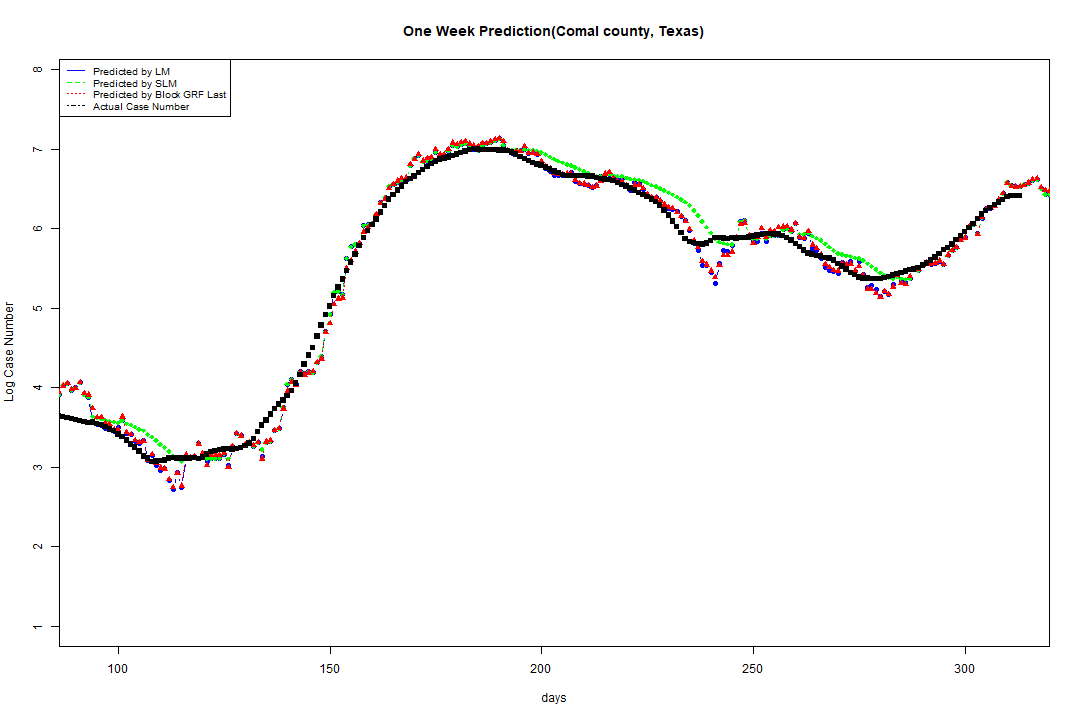 One Week Prediction(Comal county, Texas)
Predicted by LM
Predicted by SLM
Predicted by Block GRF Last
Actual Case Number
8
7
6
5
4
3
2
1
Log Case Number
100 150 200 250 300
days